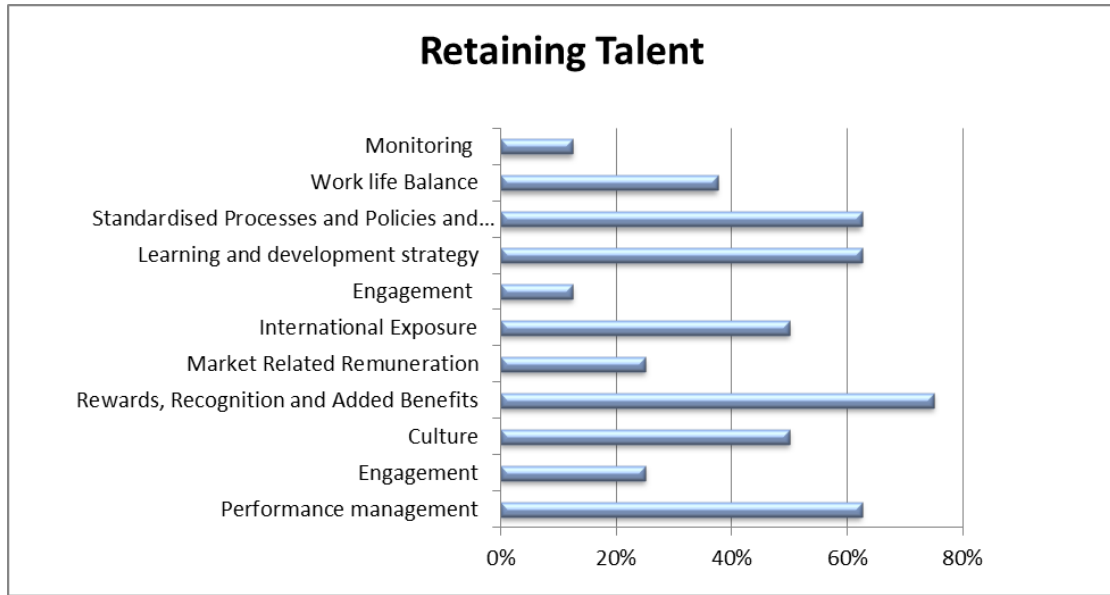 Retaining Talent
Monitoring
Work life Balance
Standardised Processes and Policies and...
Learning and development strategy
Engagement
International Exposure
Market Related Remuneration
Rewards, Recognition and Added Benefits
Culture
Engagement
Performance management
0% 20% 40% 60% 80%